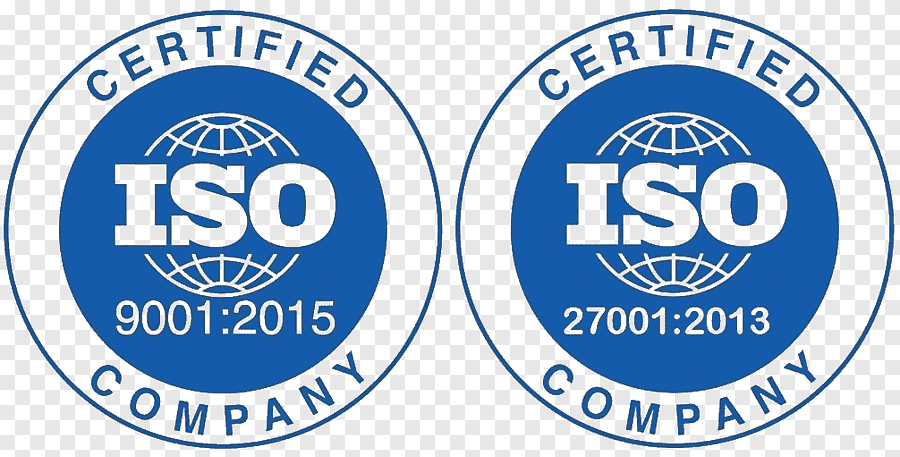 CERTIFIED
ISO
9001:2015
COMPANY
CERTIFIED
ISO
27001:2013
COMPANY